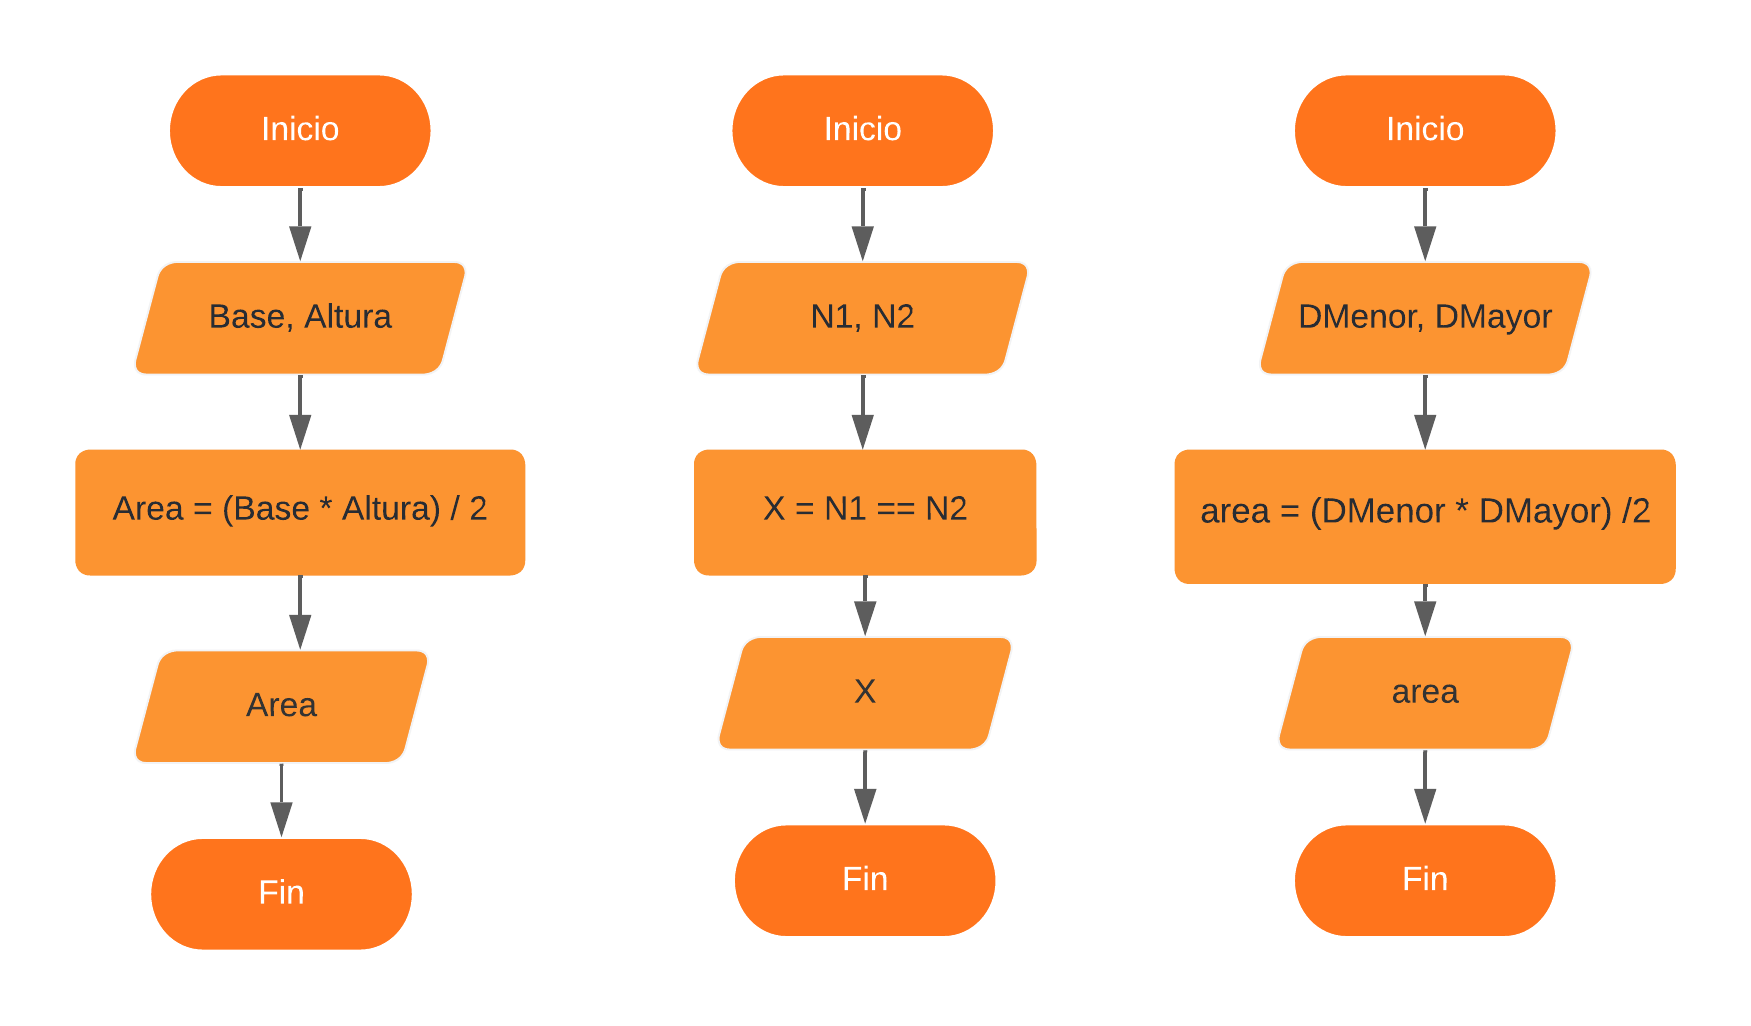 Inicio
Base, Altura
Area = (Base * Altura) / 2
Area
Fin
Inicio
N1, N2
X = N1 == N2
X
Fin
Inicio
DMenor, DMayor
area = (DMenor * DMayor) /2
area
Fin